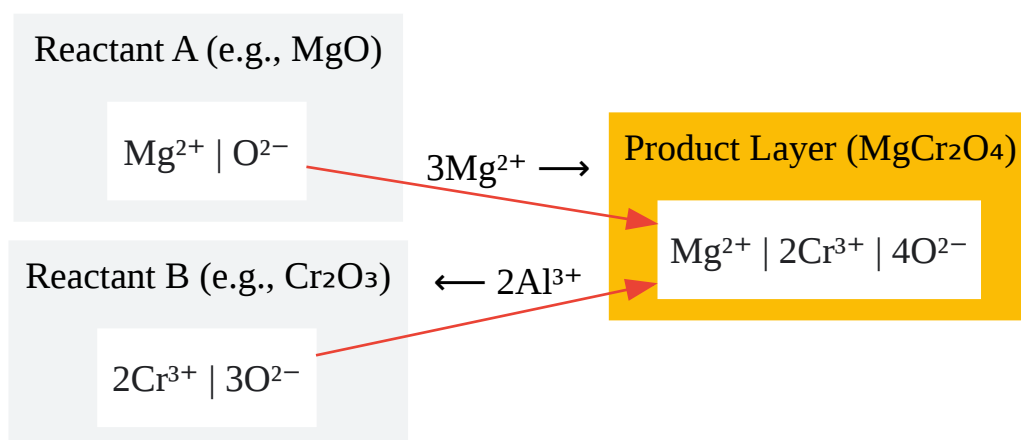 Reactant A (e.g., MgO)
Mg²⁺ | O²⁻
3Mg²⁺ ⟶
Product Layer (MgCr₂O₄)
Mg²⁺ | 2Cr³⁺ | 4O²⁻
Reactant B (e.g., Cr₂O₃)
⟵ 2Al³⁺
2Cr³⁺ | 3O²⁻